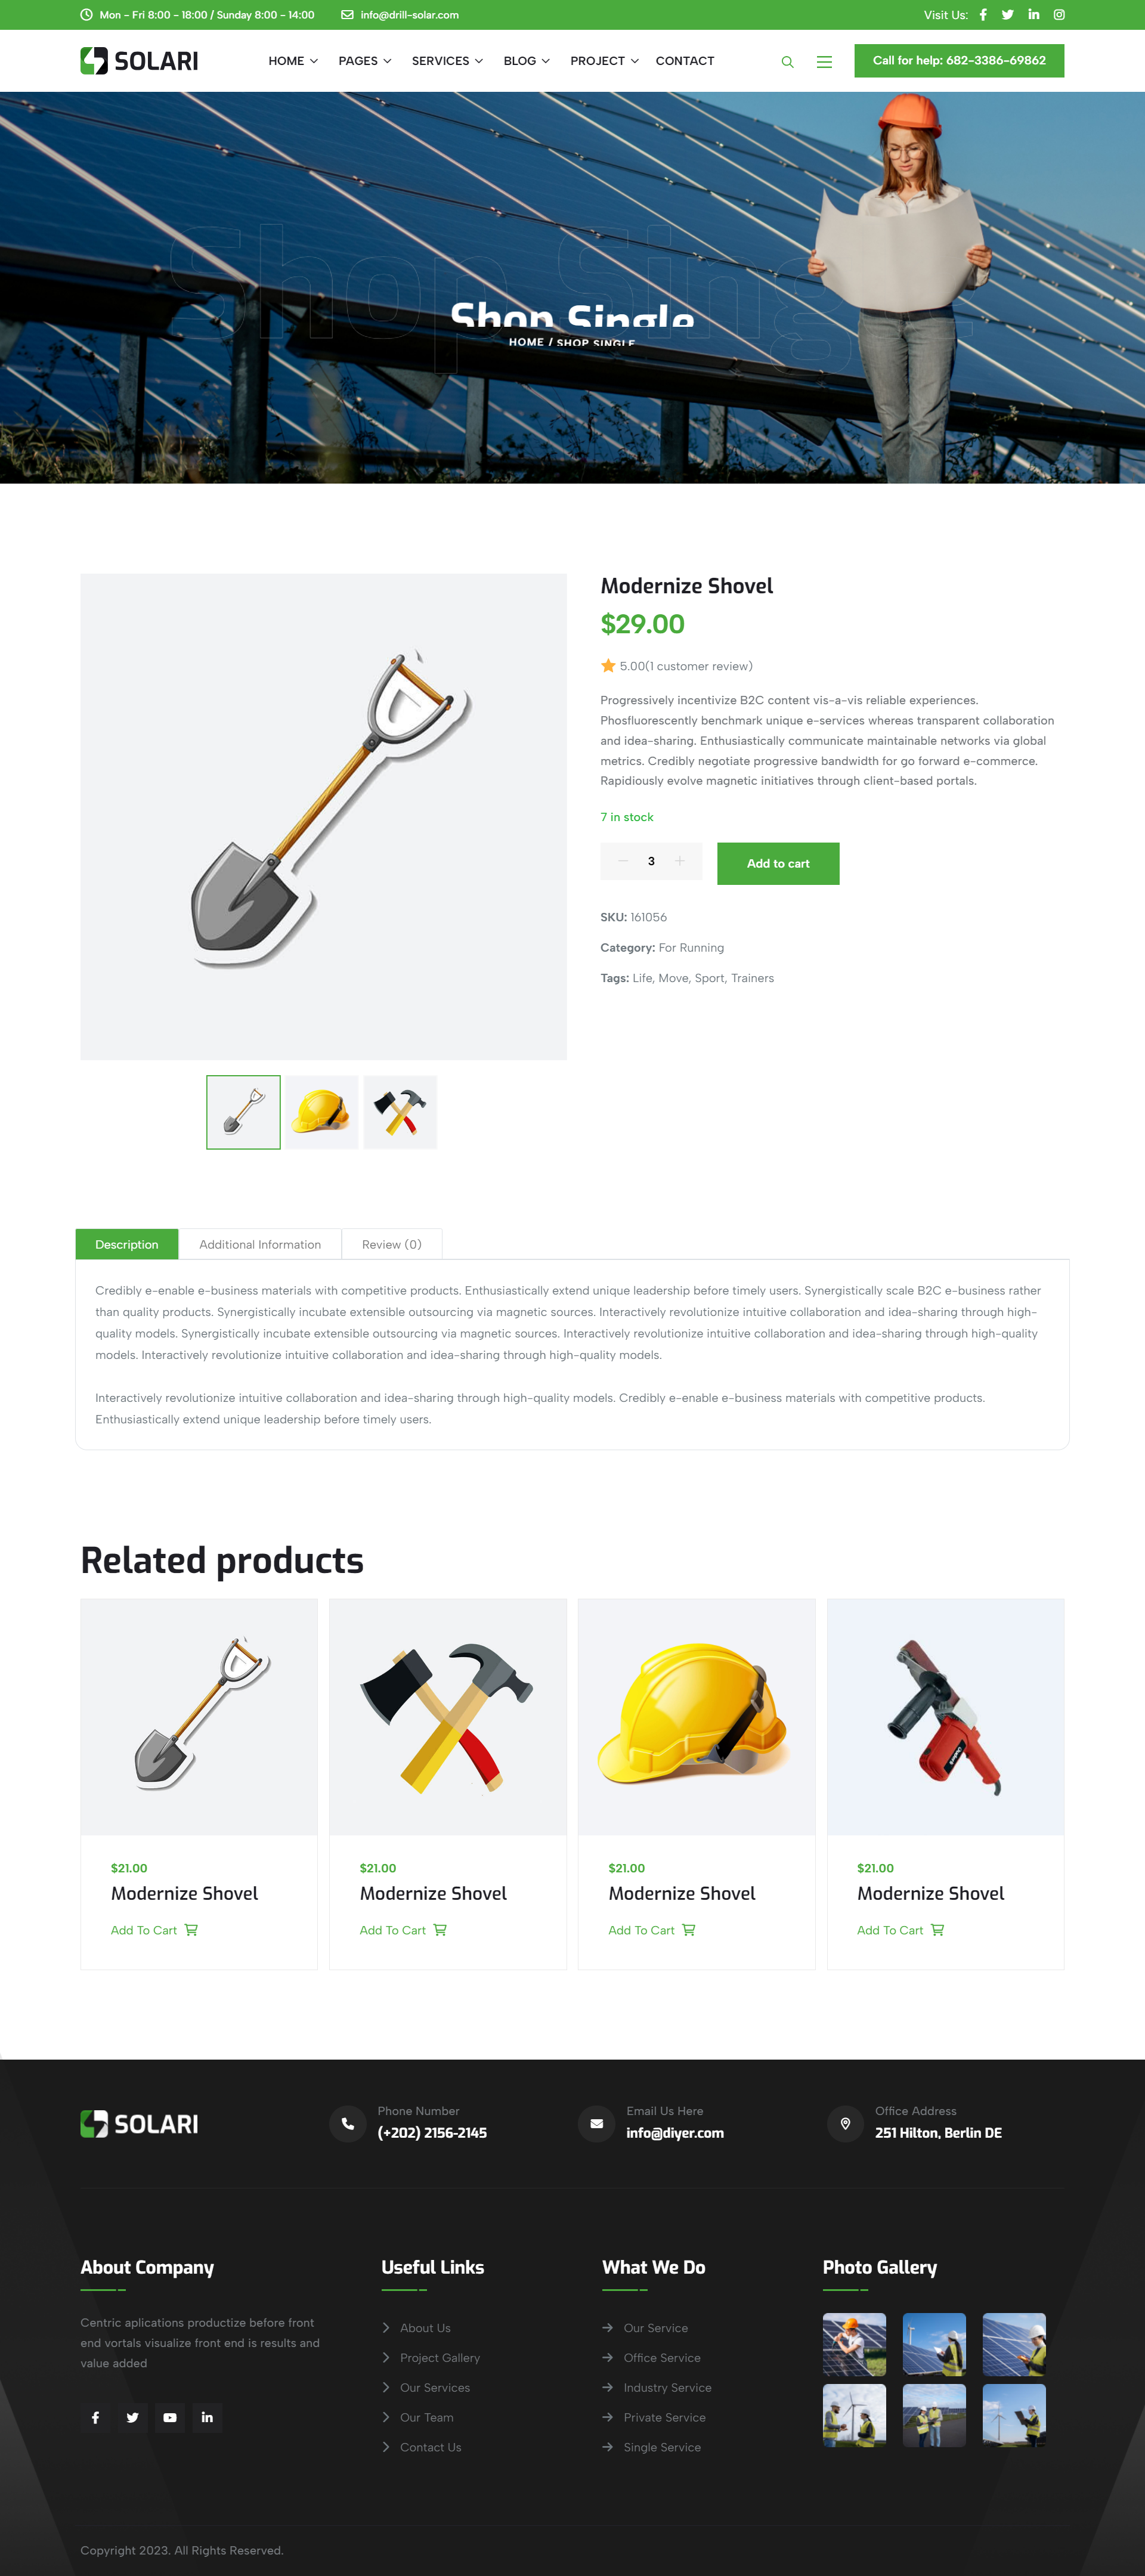 Mon - Fri 8:00 - 18:00 / Sunday 8:00 - 14:00
info@drill-solar.com
Visit Us:
SOLARI
HOME
PAGES
SERVICES
BLOG
PROJECT
CONTACT
Call for help: 682-3386-69862
Shop Sing
Shop Single
HOME / SHOP SINGLE
Modernize Shovel
$29.00
5.00(1 customer review)
Progressively incentivize B2C content vis-a-vis reliable experiences.
Phosfluorescently benchmark unique e-services whereas transparent collaboration
and idea-sharing. Enthusiastically communicate maintainable networks via global
metrics. Credibly negotiate progressive bandwidth for go forward e-commerce.
Rapidiously evolve magnetic initiatives through client-based portals.
7 in stock
3
Add to cart
SKU: 161056
Category: For Running
Tags: Life, Move, Sport, Trainers
Description
Additional Information
Review (0)
Credibly e-enable e-business materials with competitive products. Enthusiastically extend unique leadership before timely users. Synergistically scale B2C e-business rather
than quality products. Synergistically incubate extensible outsourcing via magnetic sources. Interactively revolutionize intuitive collaboration and idea-sharing through high-
quality models. Synergistically incubate extensible outsourcing via magnetic sources. Interactively revolutionize intuitive collaboration and idea-sharing through high-quality
models. Interactively revolutionize intuitive collaboration and idea-sharing through high-quality models.
Interactively revolutionize intuitive collaboration and idea-sharing through high-quality models. Credibly e-enable e-business materials with competitive products.
Enthusiastically extend unique leadership before timely users.
Related products
$21.00
Modernize Shovel
Add To Cart
$21.00
Modernize Shovel
Add To Cart
$21.00
Modernize Shovel
Add To Cart
$21.00
Modernize Shovel
Add To Cart
SOLARI
Phone Number
(+202) 2156-2145
Email Us Here
info@diyer.com
Office Address
251 Hilton, Berlin DE
About Company
Centric aplications productize before front
end vortals visualize front end is results and
value added
Useful Links
About Us
Project Gallery
Our Services
Our Team
Contact Us
What We Do
Our Service
Office Service
Industry Service
Private Service
Single Service
Photo Gallery
Copyright 2023. All Rights Reserved.